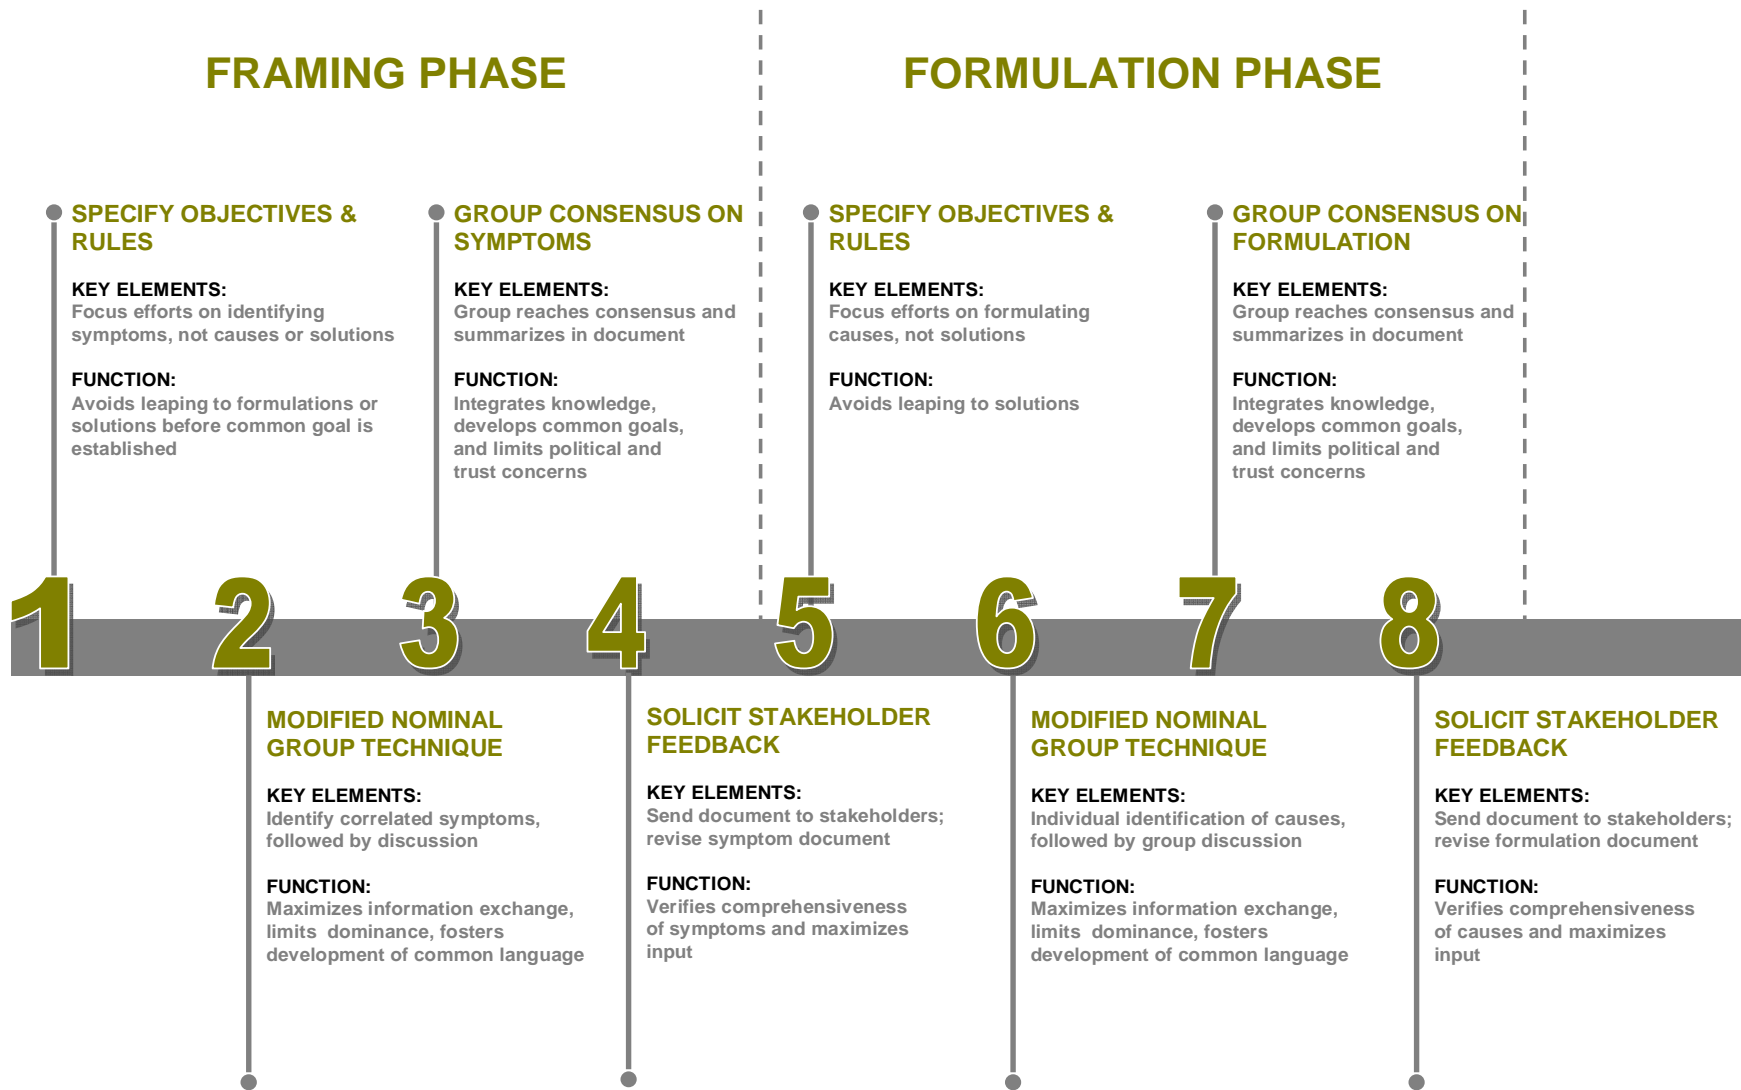 FRAMING PHASE
FORMULATION PHASE
SPECIFY OBJECTIVES &
RULES
KEY ELEMENTS:
Focus efforts on identifying
symptoms, not causes or solutions
FUNCTION:
Avoids leaping to formulations or
solutions before common goal is
established
GROUP CONSENSUS ON
SYMPTOMS
KEY ELEMENTS:
Group reaches consensus and
summarizes in document
FUNCTION:
Integrates knowledge,
develops common goals,
and limits political and
trust concerns
SPECIFY OBJECTIVES &
RULES
KEY ELEMENTS:
Focus efforts on formulating
causes, not solutions
FUNCTION:
Avoids leaping to solutions
GROUP CONSENSUS ON
FORMULATION
KEY ELEMENTS:
Group reaches consensus and
summarizes in document
FUNCTION:
Integrates knowledge,
develops common goals,
and limits political and
trust concerns
1 2 3 4 5 6 7 8
MODIFIED NOMINAL
GROUP TECHNIQUE
KEY ELEMENTS:
Identify correlated symptoms,
followed by discussion
FUNCTION:
Maximizes information exchange,
limits dominance, fosters
development of common language
SOLICIT STAKEHOLDER
FEEDBACK
KEY ELEMENTS:
Send document to stakeholders;
revise symptom document
FUNCTION:
Verifies comprehensiveness
of symptoms and maximizes
input
MODIFIED NOMINAL
GROUP TECHNIQUE
KEY ELEMENTS:
Individual identification of causes,
followed by group discussion
FUNCTION:
Maximizes information exchange,
limits dominance, fosters
development of common language
SOLICIT STAKEHOLDER
FEEDBACK
KEY ELEMENTS:
Send document to stakeholders;
revise formulation document
FUNCTION:
Verifies comprehensiveness
of causes and maximizes
input